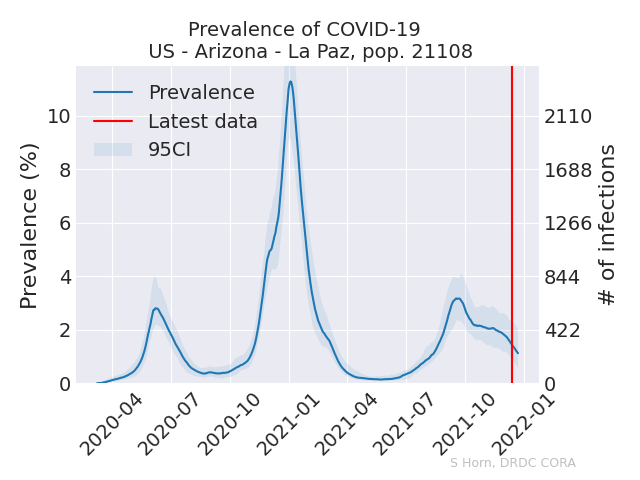 Prevalence of COVID-19
US - Arizona - La Paz, pop. 21108
Prevalence
Latest data
95CI
Prevalence (%)
10
8
6
4
2
0
2110
1688
1266
844
422
0
# of infections
2020-04
2020-07
2020-10
2021-01
2021-04
2021-07
2021-10
2022-01
S Horn, DRDC CORA